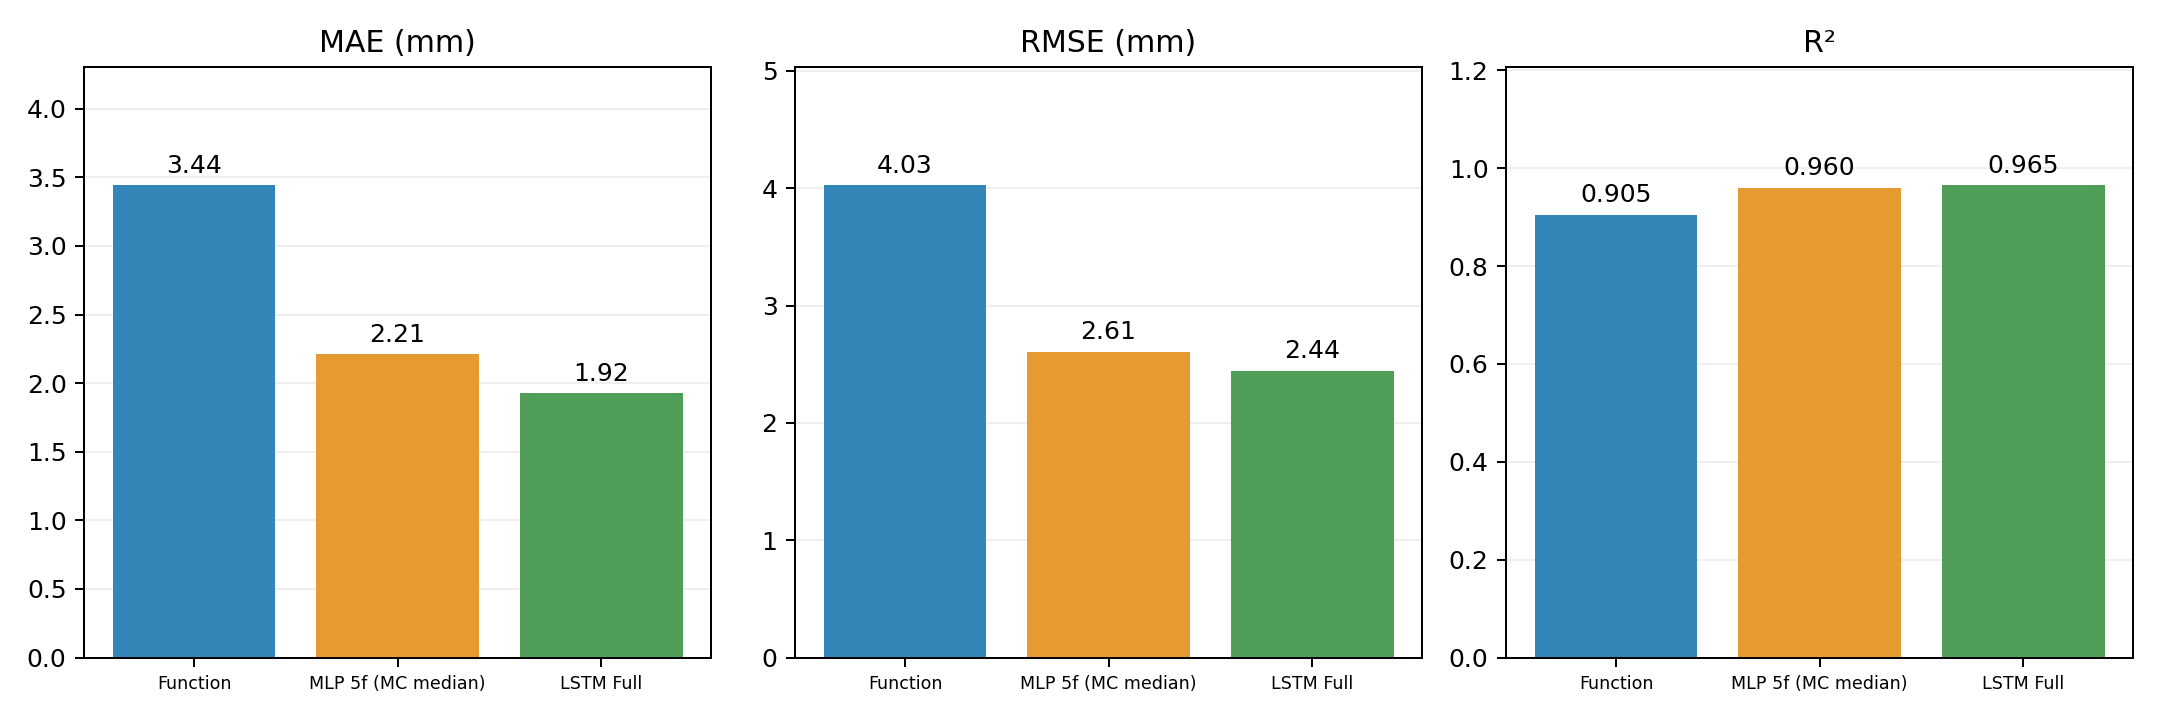 MAE (mm)
4.0
3.5
3.0
2.5
2.0
1.5
1.0
0.5
0.0
3.44
2.21
1.92
Function
MLP 5f (MC median)
LSTM Full
RMSE (mm)
5
4
3
2
1
0
4.03
2.61
2.44
Function
MLP 5f (MC median)
LSTM Full
R²
1.2
1.0
0.8
0.6
0.4
0.2
0.0
0.905
0.960
0.965
Function
MLP 5f (MC median)
LSTM Full